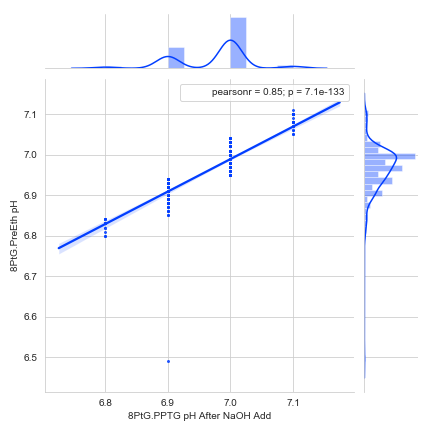 pearsonr = 0.85; p = 7.1e-133
7.1
7.0
6.9
6.8
6.7
6.6
6.5
8PtG.PreEth pH
6.8 6.9 7.0 7.1
8PtG.PPTG pH After NaOH Add